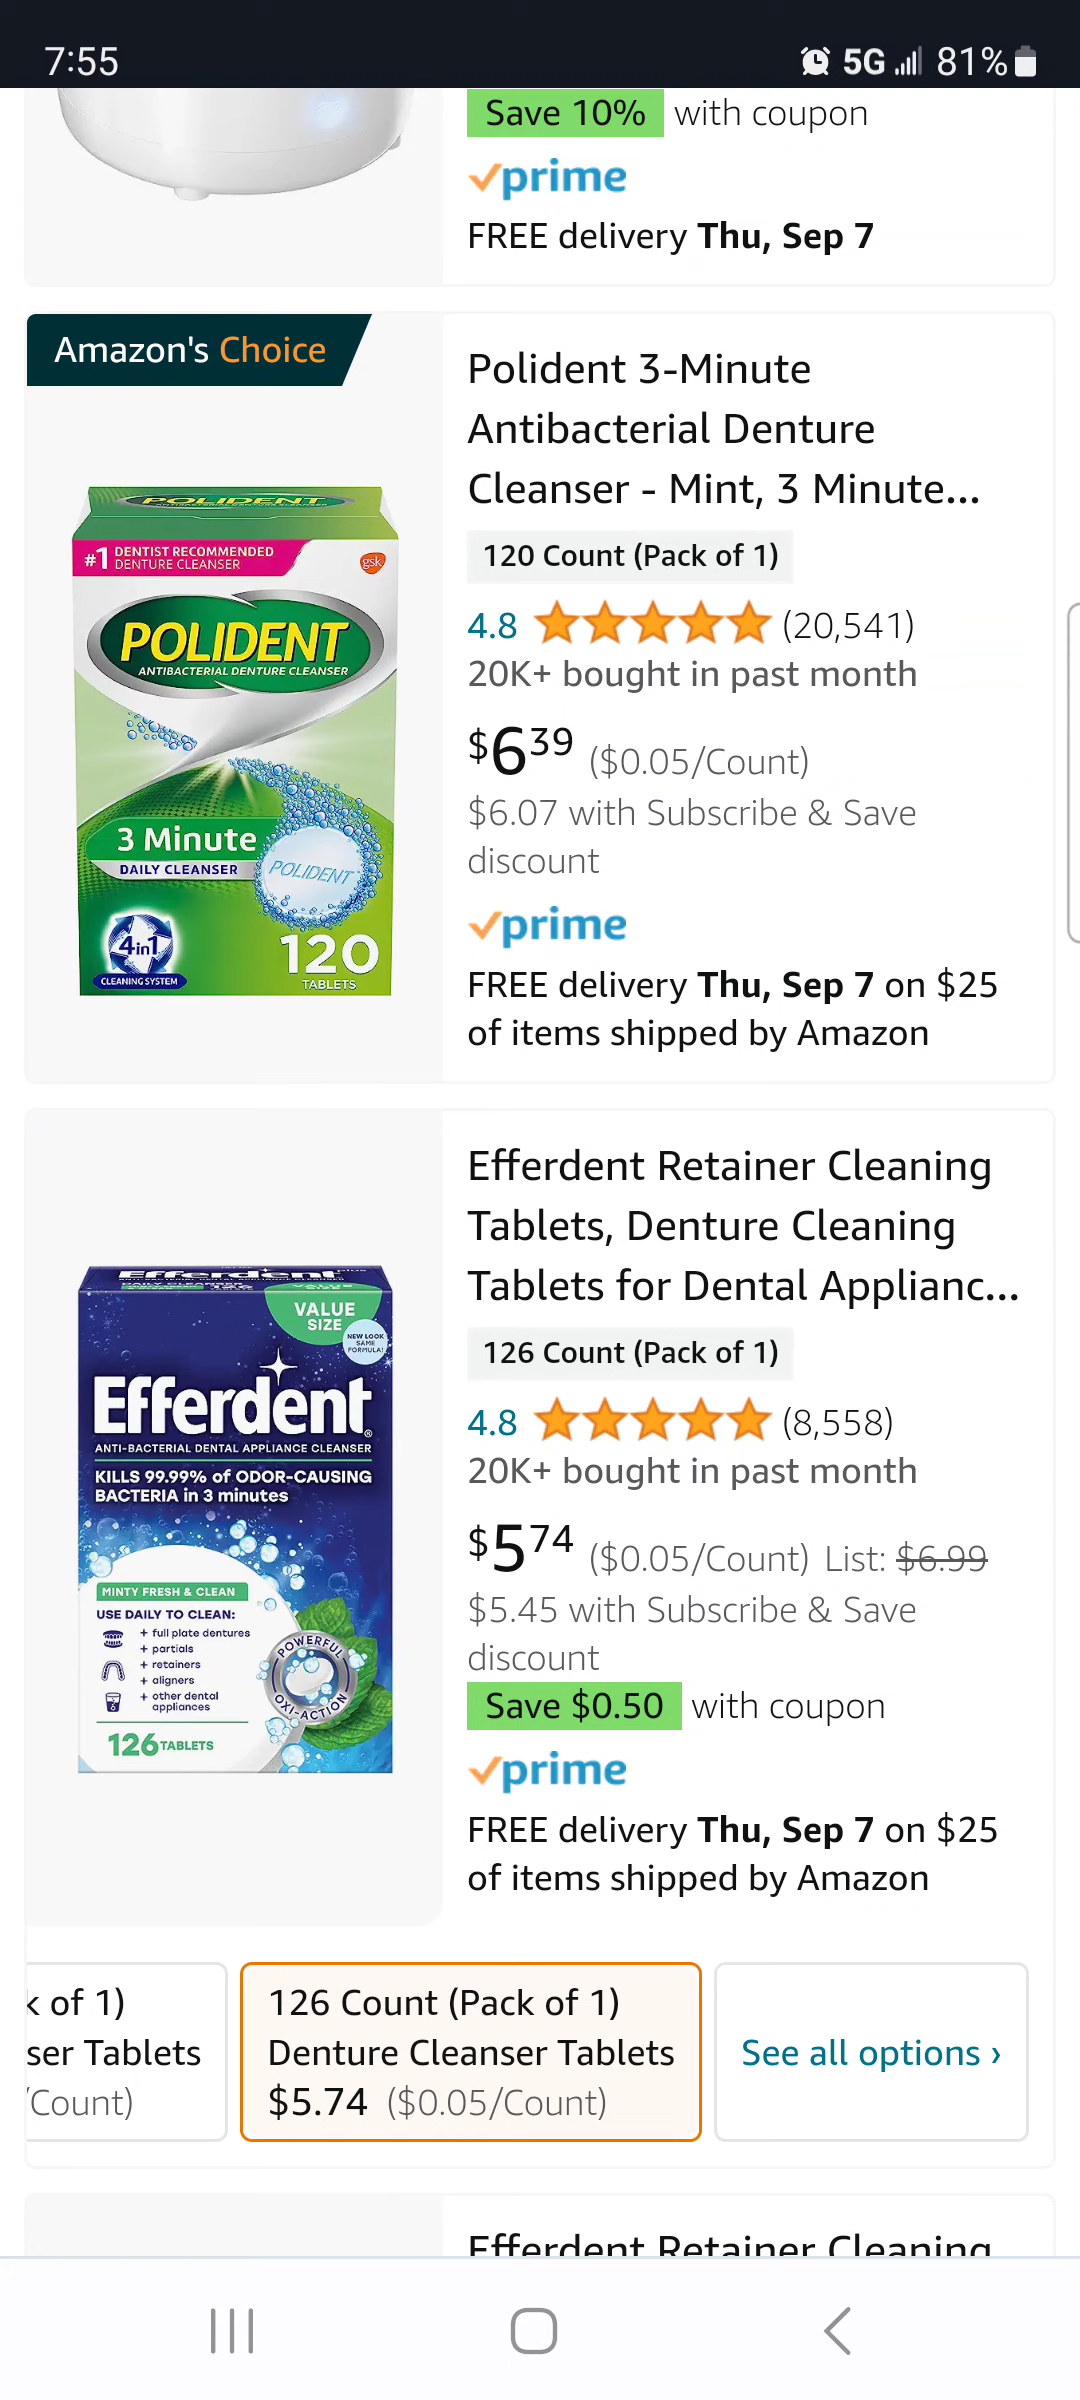 7:55
5G 81%
Save 10% with coupon
prime
FREE delivery Thu, Sep 7
Amazon's Choice
POLIDENT
#1 DENTIST RECOMMENDED
DENTURE CLEANSER
gsk
POLIDENT
ANTIBACTERIAL DENTURE CLEANSER
3 Minute
DAILY CLEANSER
POLIDENT
4in1
CLEANING SYSTEM
120
TABLETS
Polident 3-Minute
Antibacterial Denture
Cleanser - Mint, 3 Minute...
120 Count (Pack of 1)
4.8 (20,541)
20K+ bought in past month
$6 39 ($0.05/Count)
$6.07 with Subscribe & Save
discount
prime
FREE delivery Thu, Sep 7 on $25
of items shipped by Amazon
Efferdent
VALUE
SIZE
NEW LOOK
SAME
FORMULA!
Efferdent®
ANTI-BACTERIAL DENTAL APPLIANCE CLEANSER
KILLS 99.99% of ODOR-CAUSING
BACTERIA in 3 minutes
MINTY FRESH & CLEAN
USE DAILY TO CLEAN:
+ full plate dentures
+ partials
+ retainers
+ aligners
+ other dental
appliances
POWERFUL
OXI-ACTION
126 TABLETS
Efferdent Retainer Cleaning
Tablets, Denture Cleaning
Tablets for Dental Applianc...
126 Count (Pack of 1)
4.8 (8,558)
20K+ bought in past month
$5 74 ($0.05/Count) List: $6.99
$5.45 with Subscribe & Save
discount
Save $0.50 with coupon
prime
FREE delivery Thu, Sep 7 on $25
of items shipped by Amazon
k of 1)
ser Tablets
/Count)
126 Count (Pack of 1)
Denture Cleanser Tablets
$5.74 ($0.05/Count)
See all options ›
Efferdent Retainer Cleaning